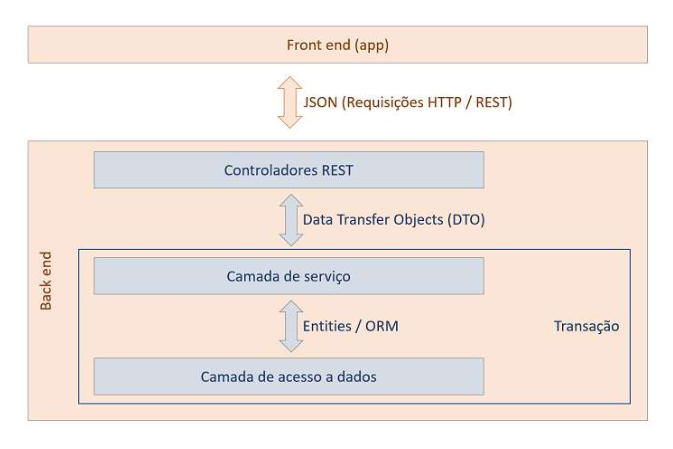 Front end (app)
JSON (Requisições HTTP / REST)
Controladores REST
Data Transfer Objects (DTO)
Back end
Camada de serviço
Entities / ORM
Transação
Camada de acesso a dados